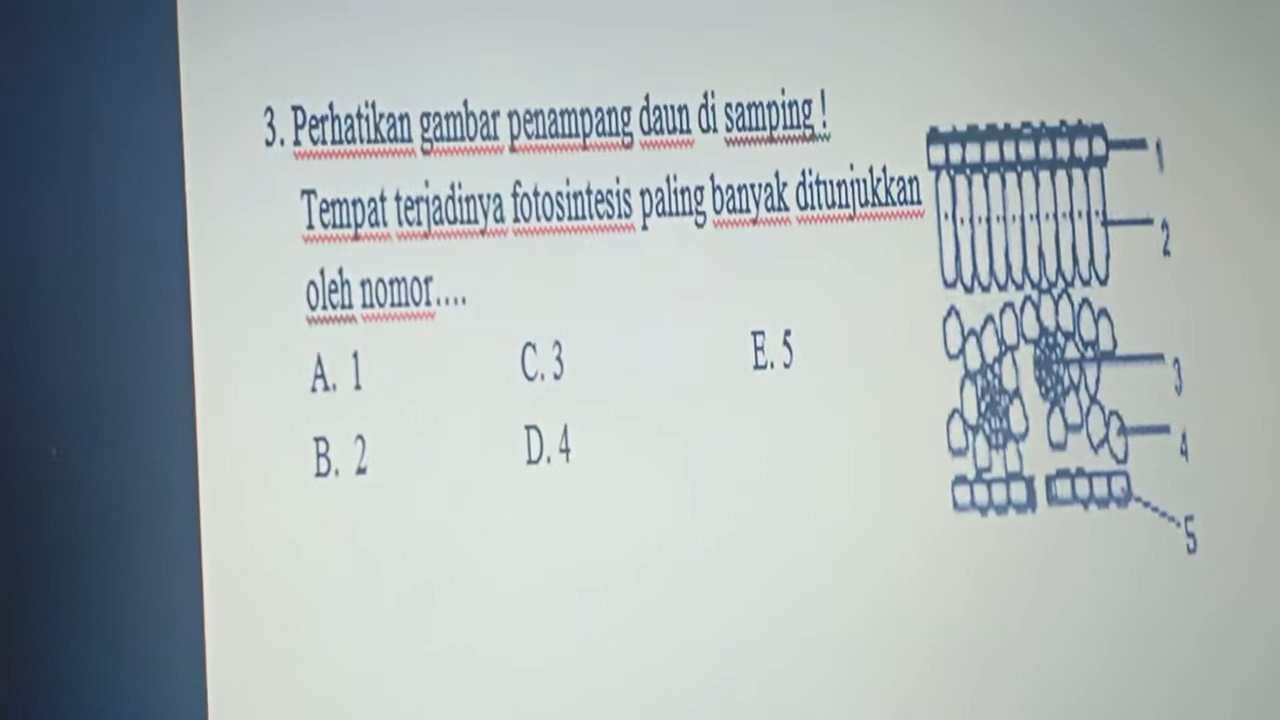 3. Perhatikan gambar penampang daun di samping !
Tempat terjadinya fotosintesis paling banyak ditunjukkan
oleh nomor....
A. 1 C. 3 E. 5
B. 2 D. 4
1
2
3
4
5